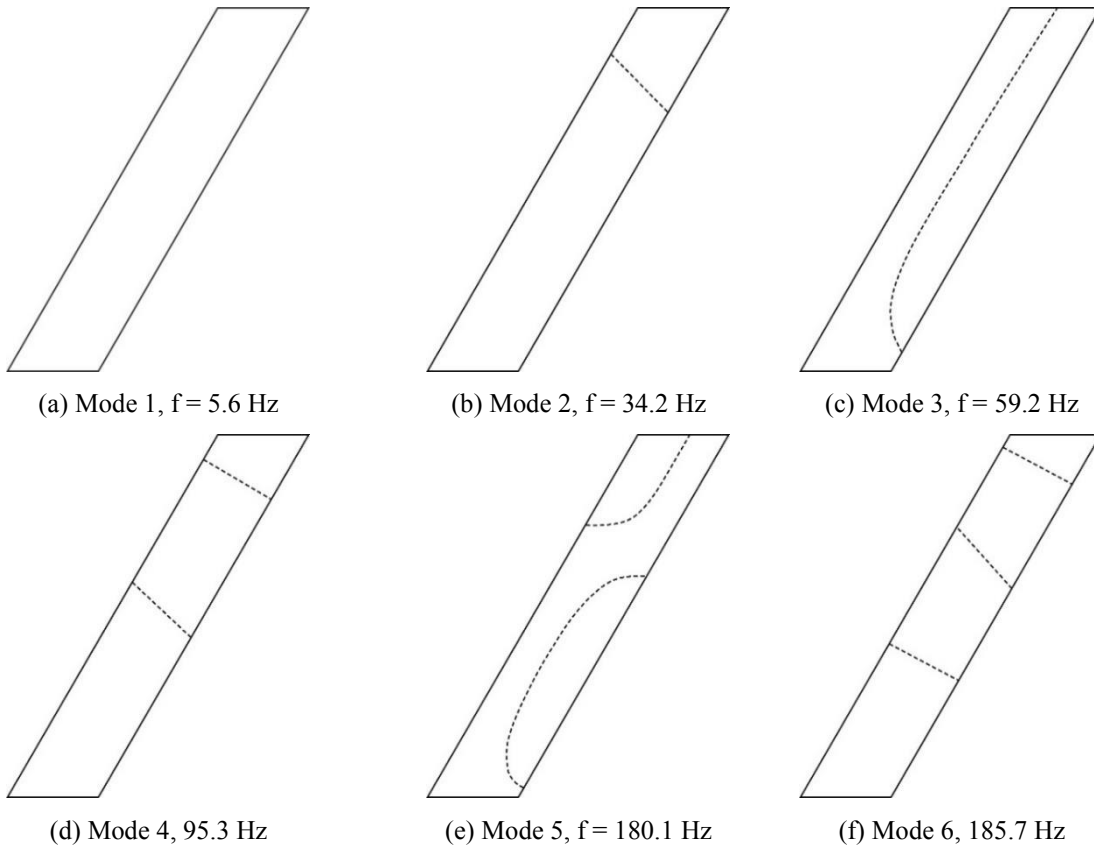 (a) Mode 1, f = 5.6 Hz
(b) Mode 2, f = 34.2 Hz
(c) Mode 3, f = 59.2 Hz
(d) Mode 4, 95.3 Hz
(e) Mode 5, f = 180.1 Hz
(f) Mode 6, 185.7 Hz